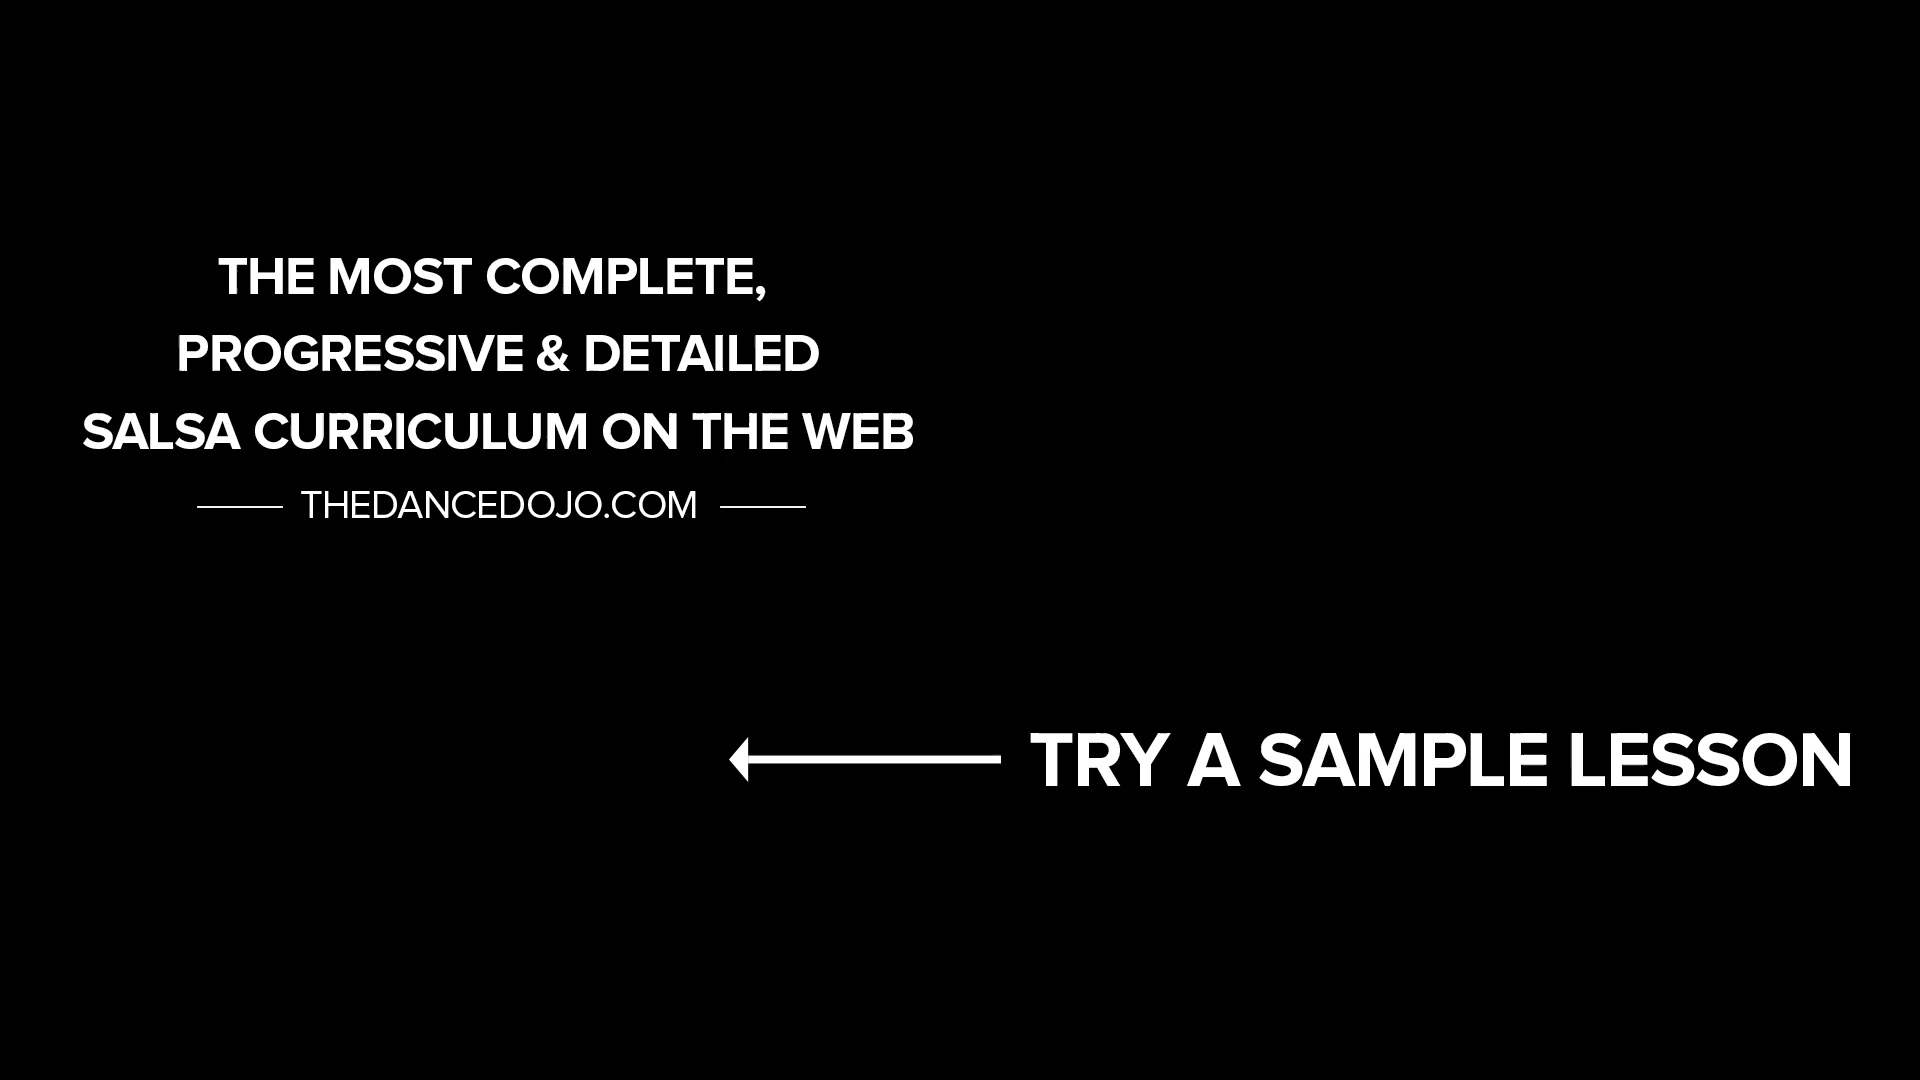 THE MOST COMPLETE,
PROGRESSIVE & DETAILED
SALSA CURRICULUM ON THE WEB
THEDANCEDOJO.COM
TRY A SAMPLE LESSON